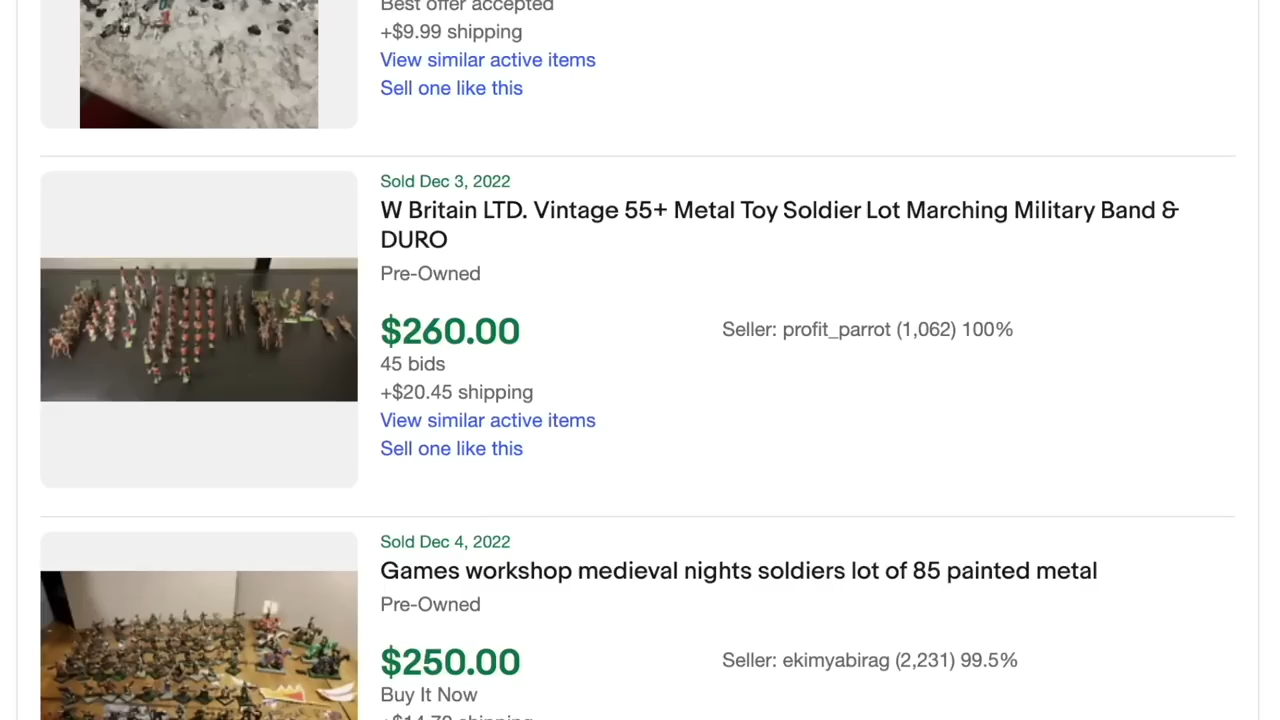 Best offer accepted
+$9.99 shipping
View similar active items
Sell one like this
Sold Dec 3, 2022
W Britain LTD. Vintage 55+ Metal Toy Soldier Lot Marching Military Band &
DURO
Pre-Owned
$260.00
Seller: profit_parrot (1,062) 100%
45 bids
+$20.45 shipping
View similar active items
Sell one like this
Sold Dec 4, 2022
Games workshop medieval nights soldiers lot of 85 painted metal
Pre-Owned
$250.00
Seller: ekimyabirag (2,231) 99.5%
Buy It Now
shipping